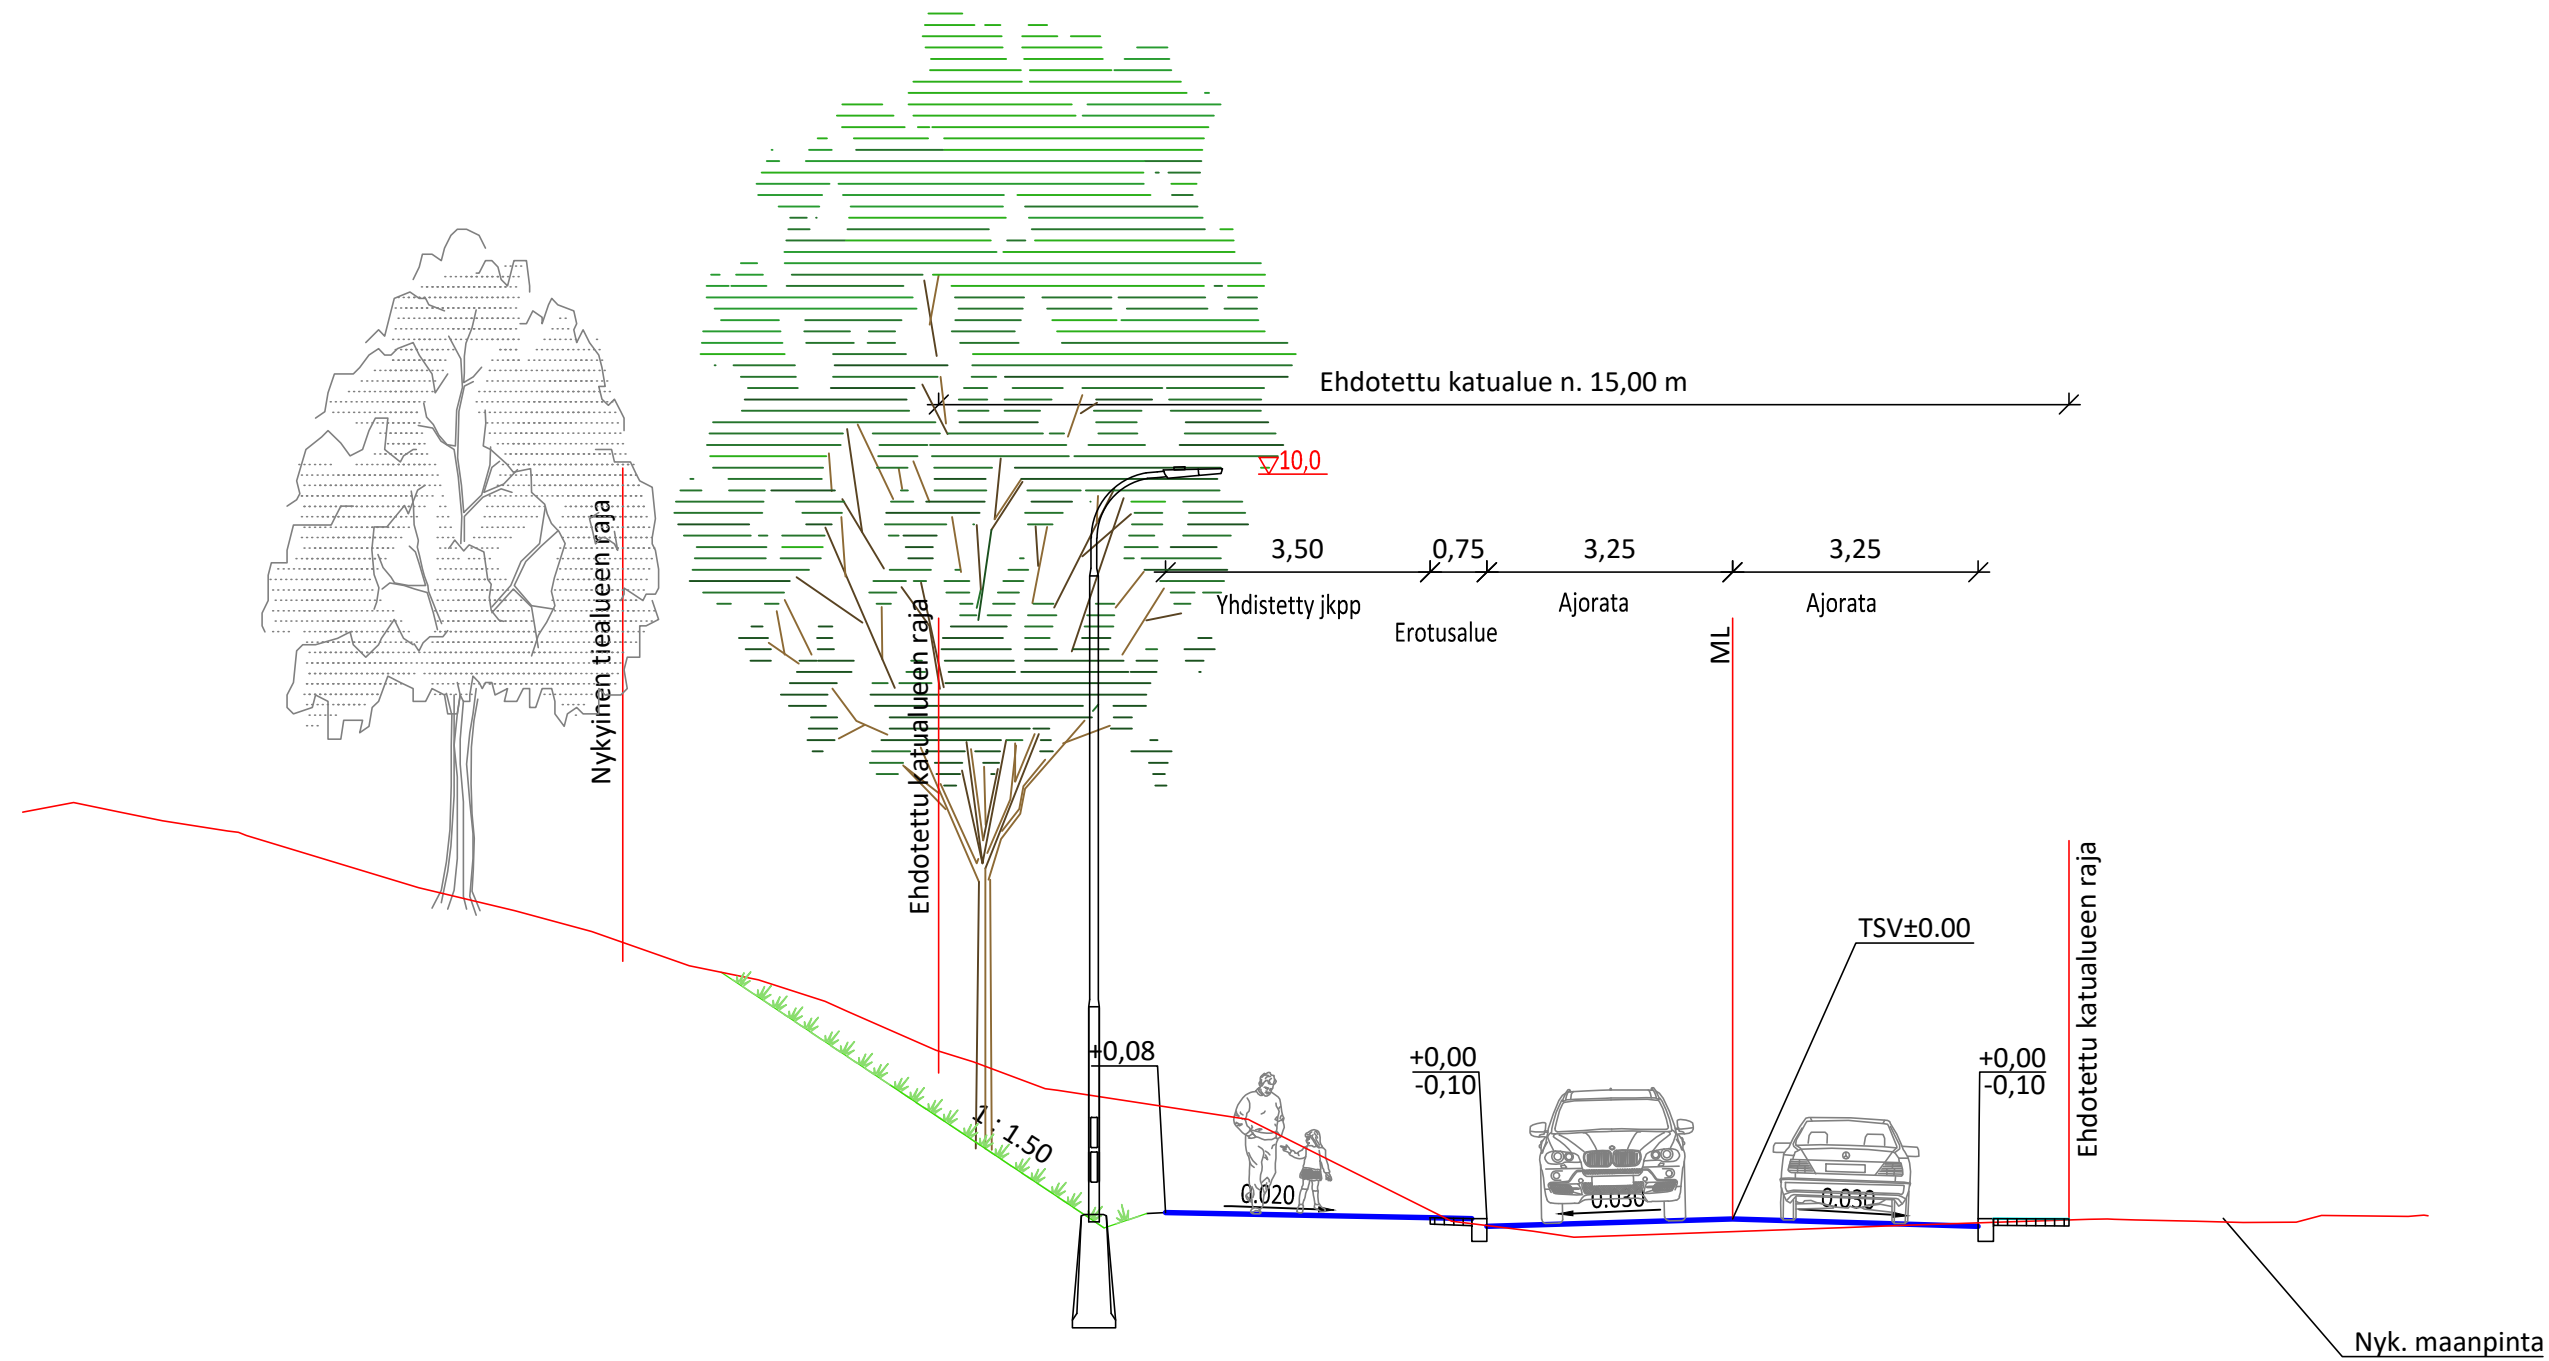 Ehdotettu katualue n. 15,00 m
10,0
3,50
0,75
3,25
3,25
Yhdistetty jkpp
Erotusalue
Ajorata
Ajorata
Nykyinen tiealueen raja
Ehdotettu katualueen raja
ML
TSV±0.00
Ehdotettu katualueen raja
+0,08
+0,00
-0,10
+0,00
-0,10
1 : 1.50
0.020
0.030
0.030
Nyk. maanpinta